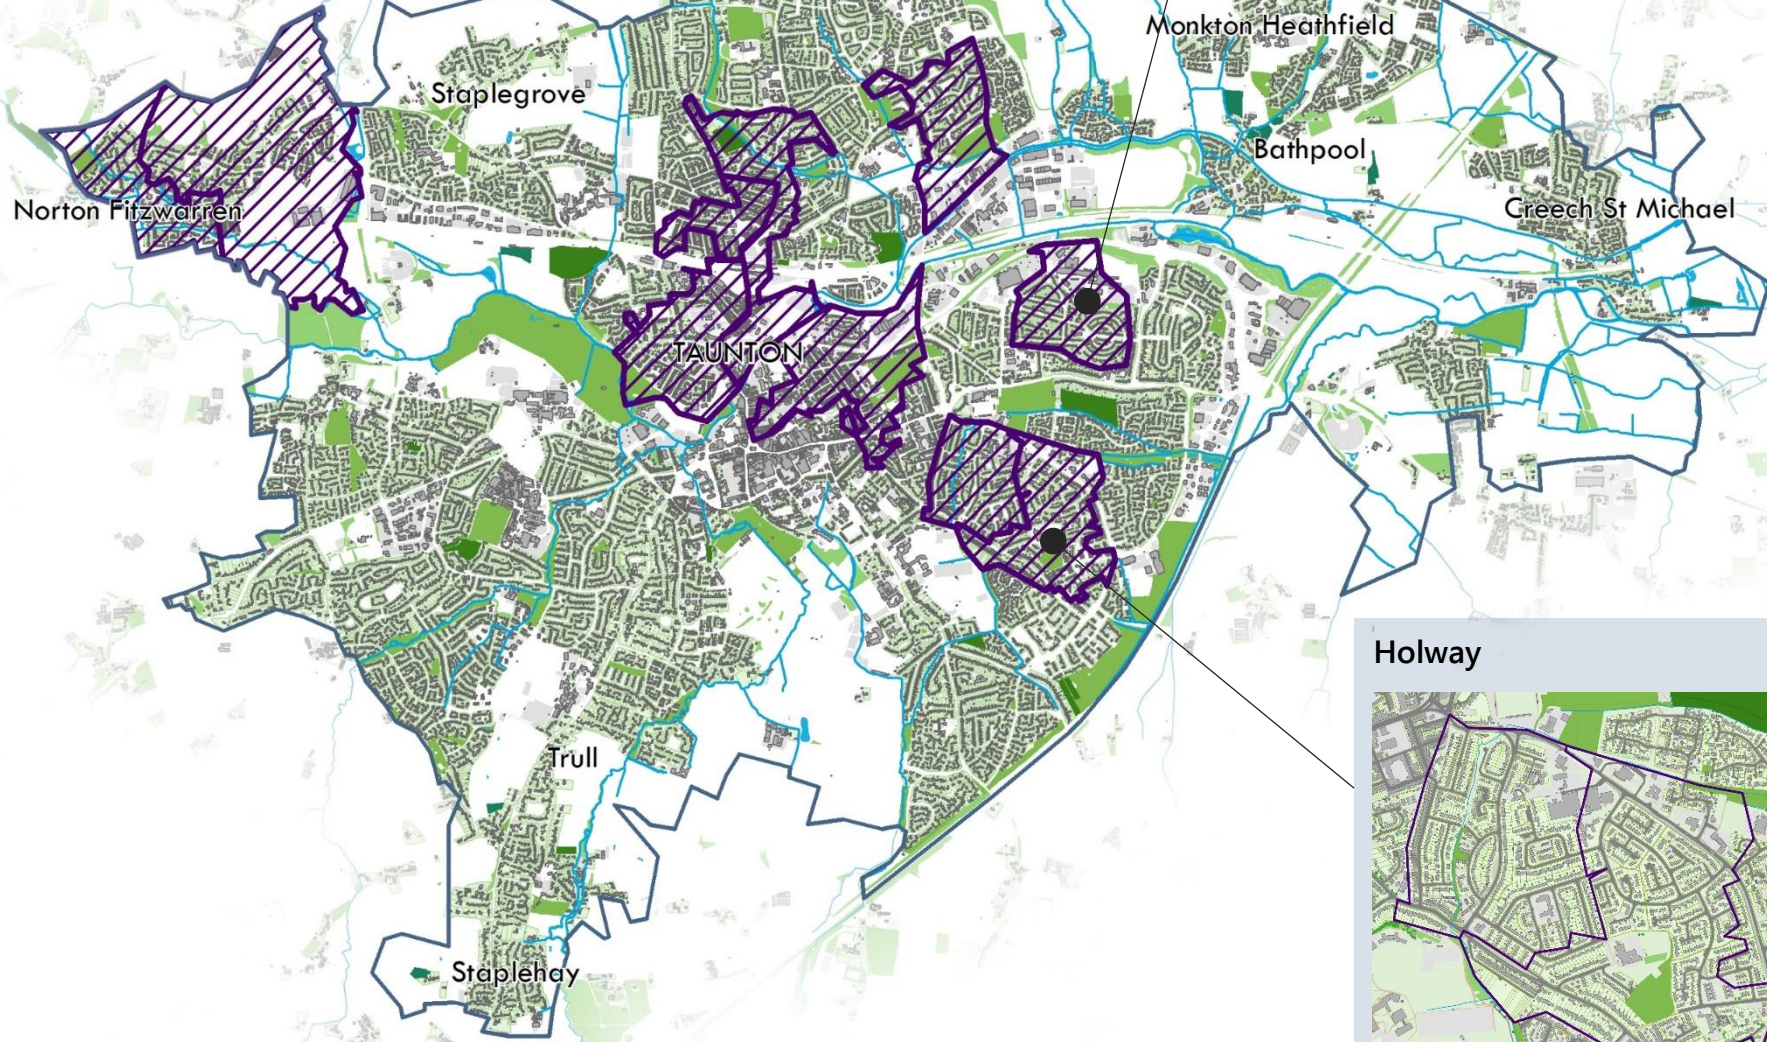 Monkton Heathfield
Staplegrove
Bathpool
Norton Fitzwarren
Creech St Michael
TAUNTON
Holway
Trull
Staplehay